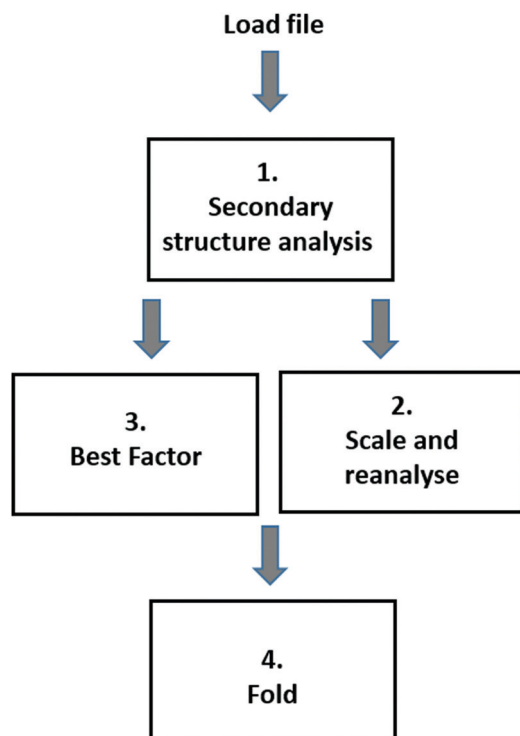 Load file
1.
Secondary
structure analysis
3.
Best Factor
2.
Scale and
reanalyse
4.
Fold